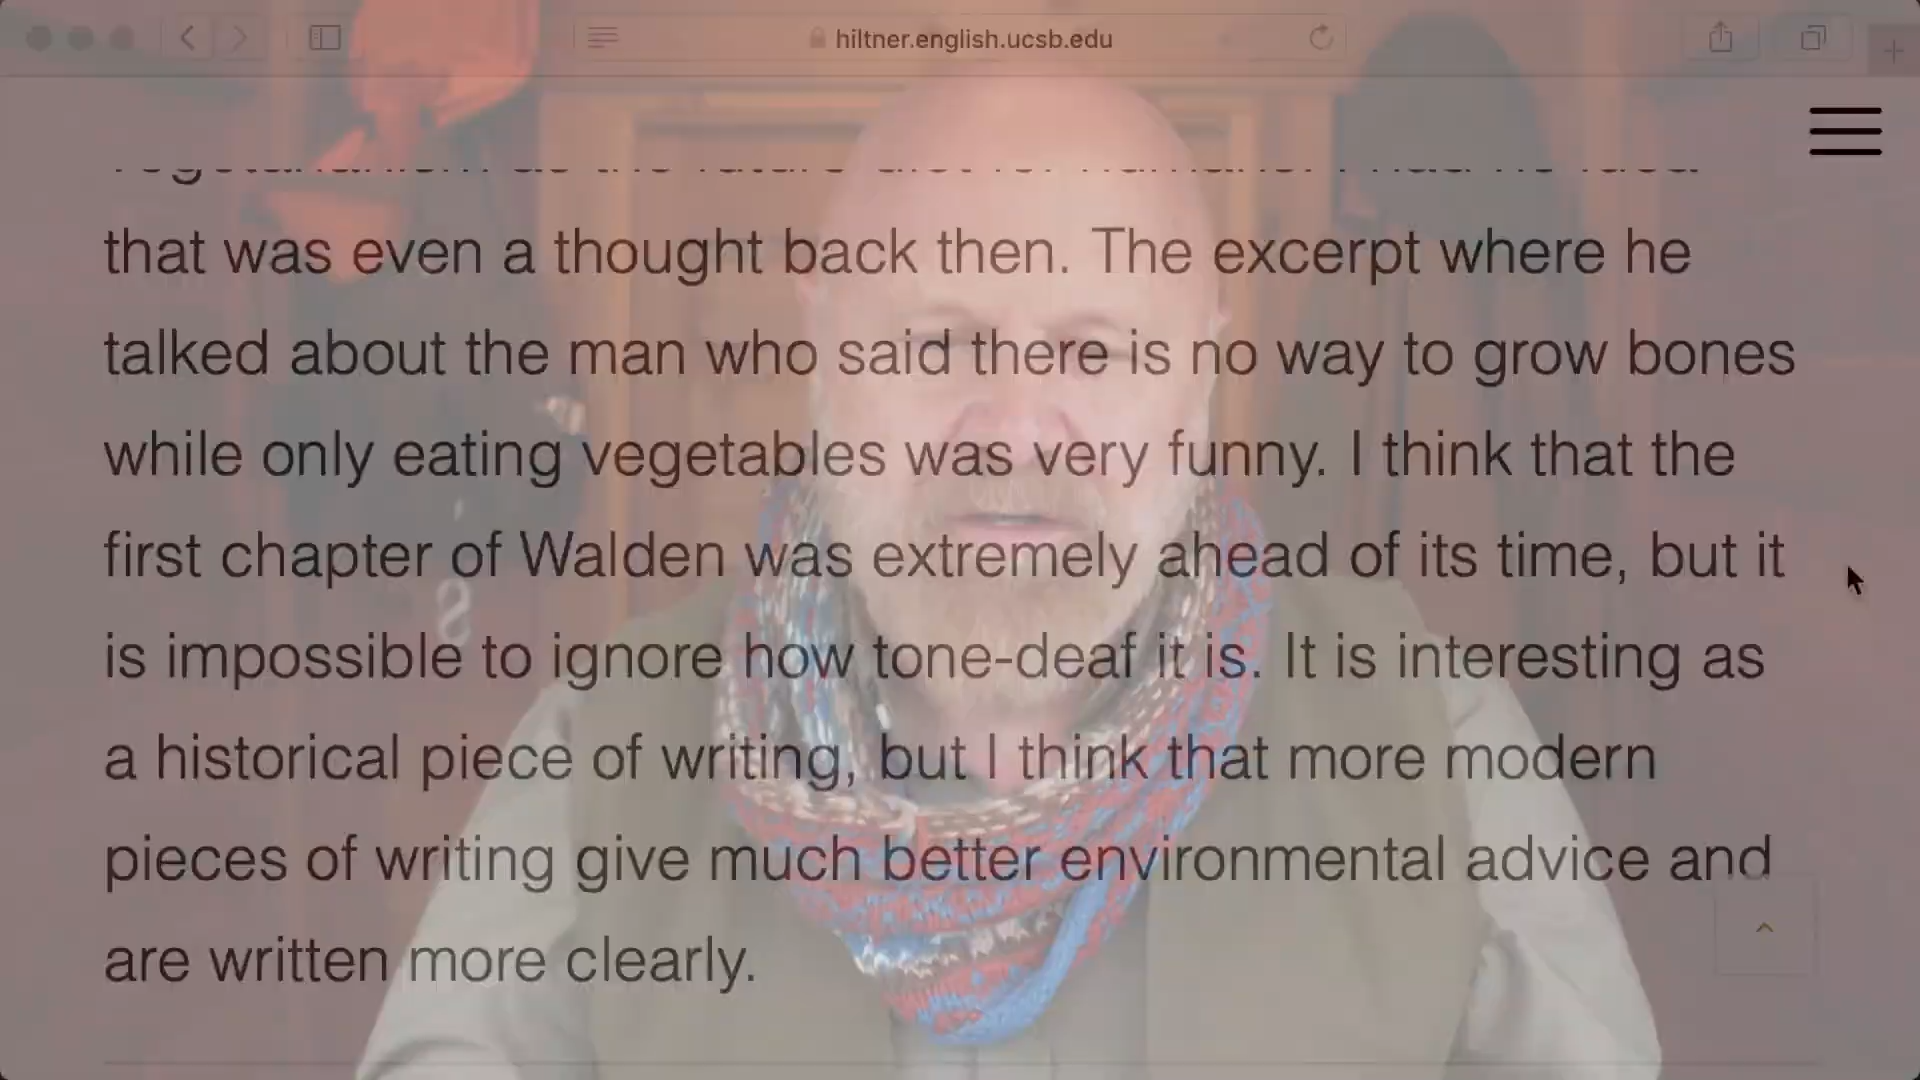 hiltner.english.ucsb.edu
that was even a thought back then. The excerpt where he
talked about the man who said there is no way to grow bones
while only eating vegetables was very funny. I think that the
first chapter of Walden was extremely ahead of its time, but it
is impossible to ignore how tone-deaf it is. It is interesting as
a historical piece of writing, but I think that more modern
pieces of writing give much better environmental advice and
are written more clearly.